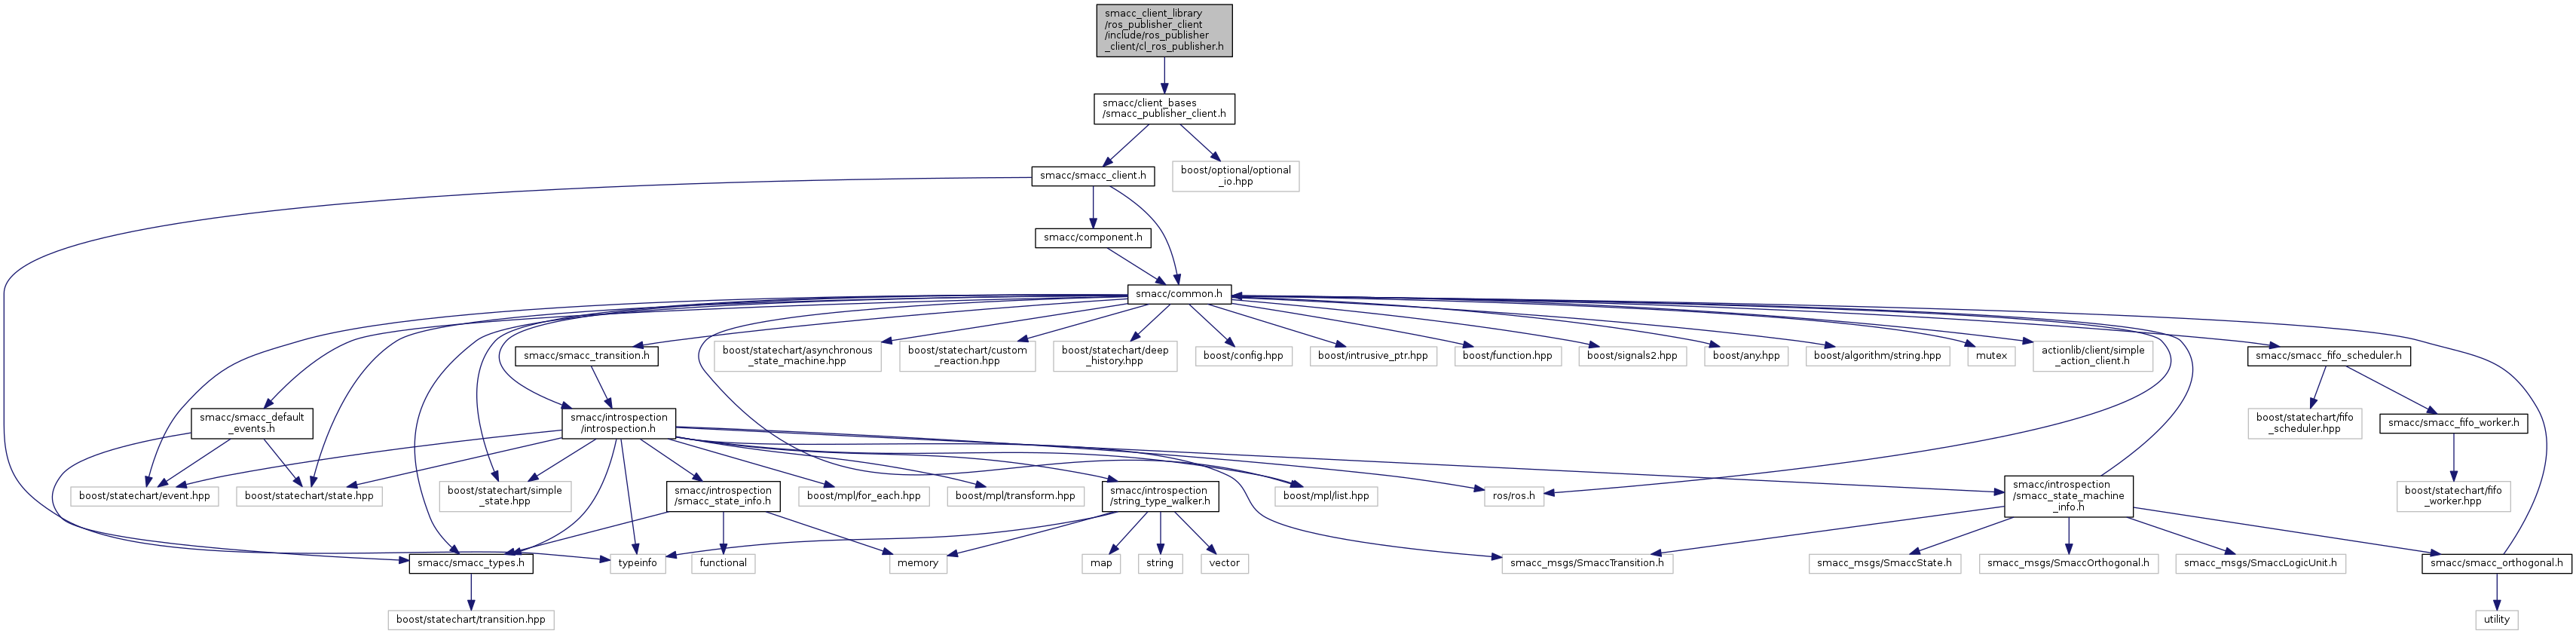 smacc_client_library
/ros_publisher_client
/include/ros_publisher
_client/cl_ros_publisher.h
smacc/client_bases
/smacc_publisher_client.h
smacc/smacc_client.h
boost/optional/optional
_io.hpp
smacc/component.h
smacc/common.h
smacc/smacc_transition.h
boost/statechart/asynchronous
_state_machine.hpp
boost/statechart/custom
_reaction.hpp
boost/statechart/deep
_history.hpp
boost/config.hpp
boost/intrusive_ptr.hpp
boost/function.hpp
boost/signals2.hpp
boost/any.hpp
boost/algorithm/string.hpp
mutex
actionlib/client/simple
_action_client.h
smacc/smacc_fifo_scheduler.h
smacc/smacc_default
_events.h
smacc/introspection
/introspection.h
boost/statechart/fifo
_scheduler.hpp
smacc/smacc_fifo_worker.h
boost/statechart/event.hpp
boost/statechart/state.hpp
boost/statechart/simple
_state.hpp
smacc/introspection
/smacc_state_info.h
boost/mpl/for_each.hpp
boost/mpl/transform.hpp
smacc/introspection
/string_type_walker.h
boost/mpl/list.hpp
ros/ros.h
smacc/introspection
/smacc_state_machine
_info.h
boost/statechart/fifo
_worker.hpp
smacc/smacc_types.h
typeinfo
functional
memory
map
string
vector
smacc_msgs/SmaccTransition.h
smacc_msgs/SmaccState.h
smacc_msgs/SmaccOrthogonal.h
smacc_msgs/SmaccLogicUnit.h
smacc/smacc_orthogonal.h
boost/statechart/transition.hpp
utility